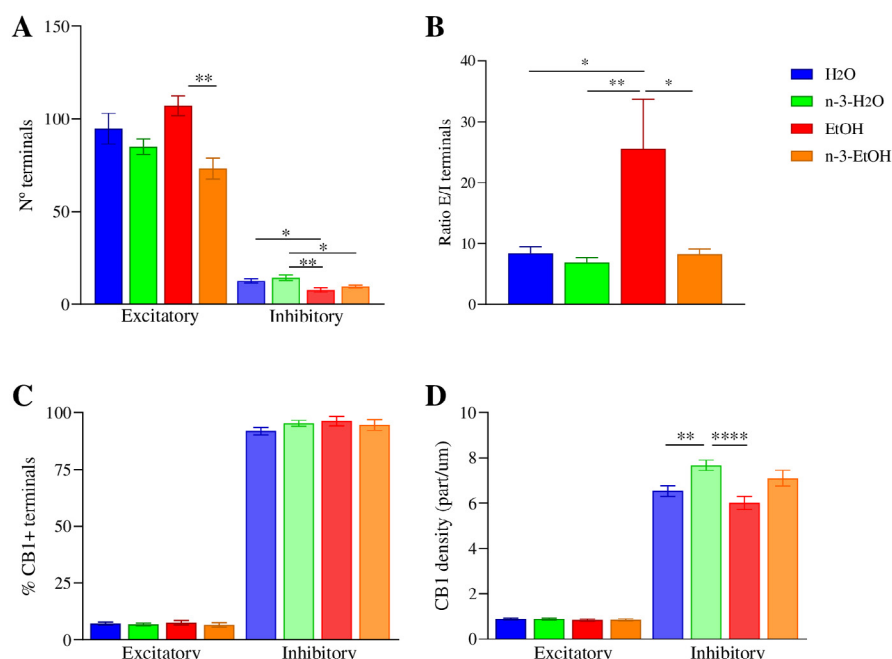 A
Nº terminals
150
100
50
0
**
*
*
**
Excitatory
Inhibitory
B
Ratio E/I terminals
40
30
20
10
0
*
**
*
H2O
n-3-H2O
EtOH
n-3-EtOH
C
% CB1+ terminals
100
75
50
25
0
Excitatory
Inhibitory
D
CB1 density (part/um)
10
8
6
4
2
0
**
****
Excitatory
Inhibitory